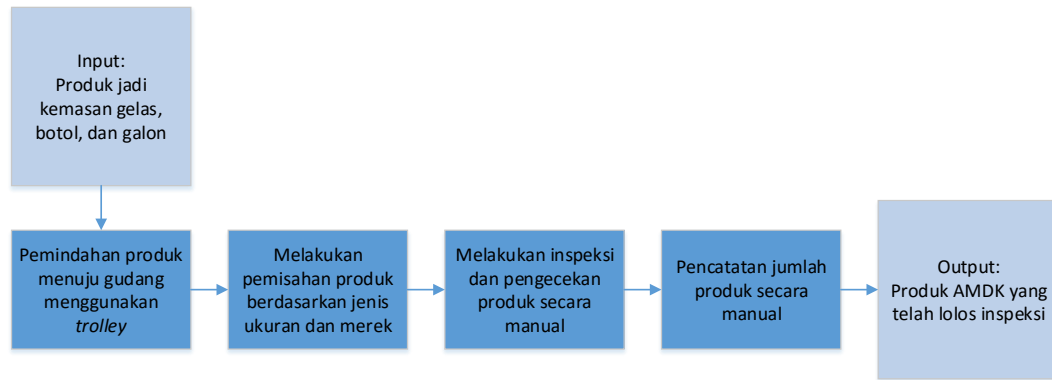 Input:
Produk jadi
kemasan gelas,
botol, dan galon
Pemindahan produk
menuju gudang
menggunakan
trolley
Melakukan
pemisahan produk
berdasarkan jenis
ukuran dan merek
Melakukan inspeksi
dan pengecekan
produk secara
manual
Pencatatan jumlah
produk secara
manual
Output:
Produk AMDK yang
telah lolos inspeksi